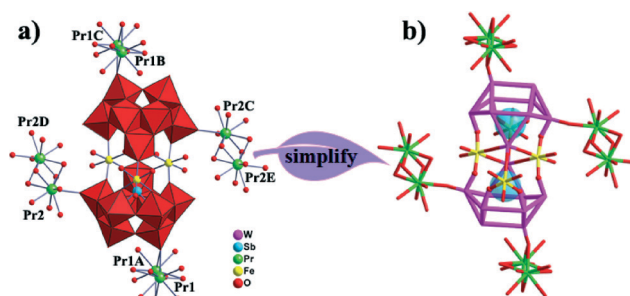 a)
b)
Pr1C
Pr1B
Pr2D
Pr2C
simplify
Pr2E
Pr2
Pr1A
Pr1
W
Sb
Pr
Fe
O